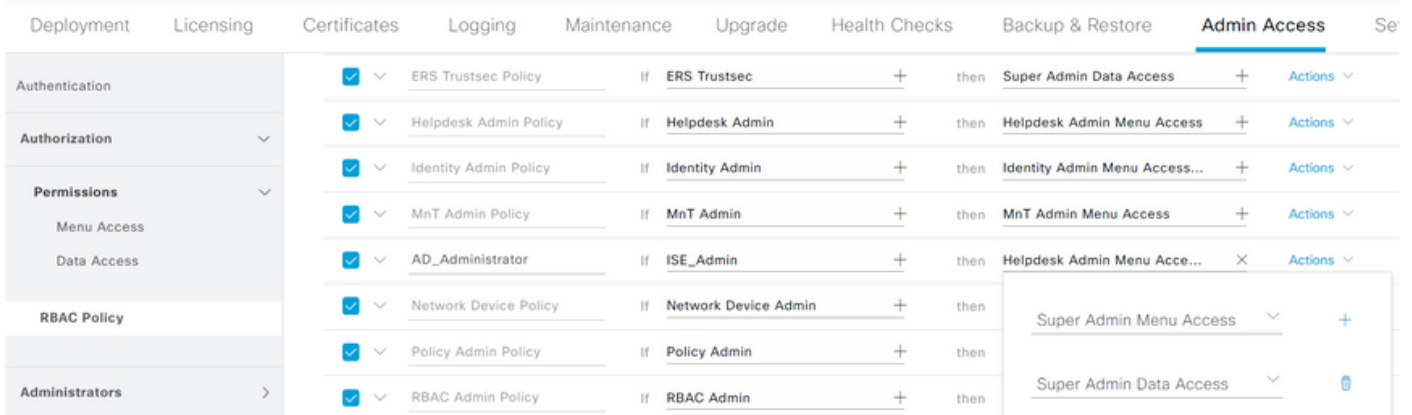 Deployment Licensing Certificates Logging Maintenance Upgrade Health Checks Backup & Restore Admin Access Se
Authentication
Authorization
Permissions
Menu Access
Data Access
RBAC Policy
Administrators
ERS Trustsec Policy If ERS Trustsec + then Super Admin Data Access + Actions
Helpdesk Admin Policy If Helpdesk Admin + then Helpdesk Admin Menu Access + Actions
Identity Admin Policy If Identity Admin + then Identity Admin Menu Access... + Actions
MnT Admin Policy If MnT Admin + then MnT Admin Menu Access + Actions
AD_Administrator If ISE_Admin + then Helpdesk Admin Menu Acce... × Actions
Network Device Policy If Network Device Admin + then
Policy Admin Policy If Policy Admin + then
RBAC Admin Policy If RBAC Admin + then
Super Admin Menu Access +
Super Admin Data Access